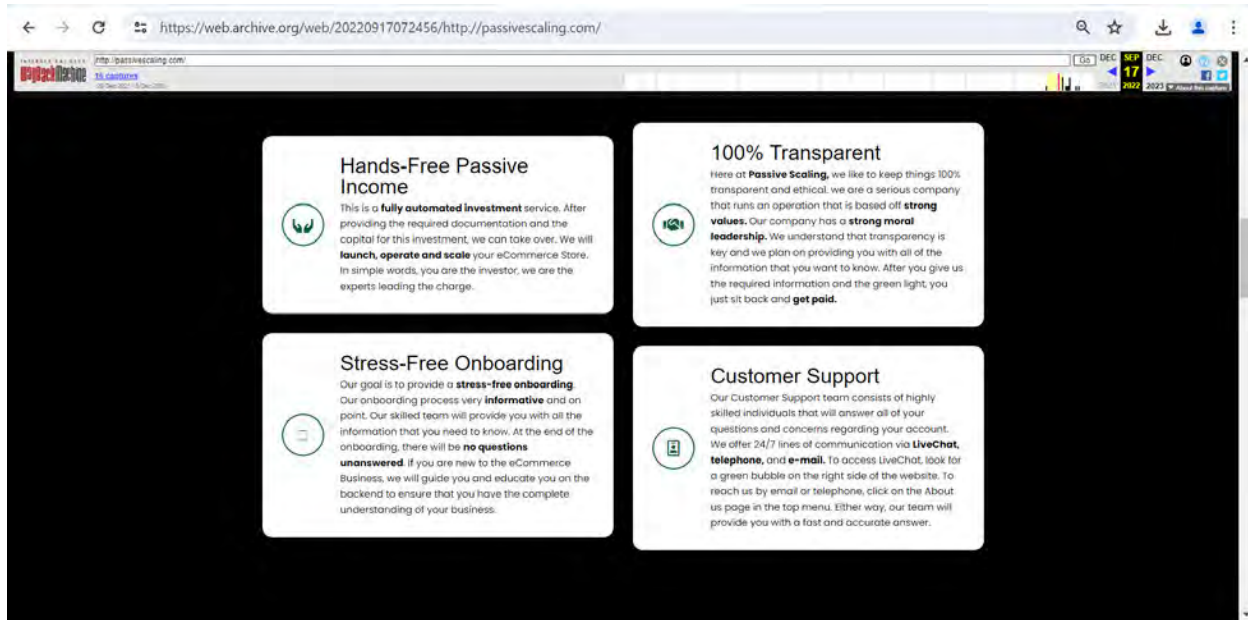 https://web.archive.org/web/20220917072456/http://passivescaling.com/
INTERNET ARCHIVE
WayBack Machine
http://passivescaling.com/
Go
DEC SEP DEC
16 captures
17
2022 2023
About this capture
Hands-Free Passive
Income
This is a fully automated investment service. After
providing the required documentation and the
capital for this investment, we can take over. We will
launch, operate and scale your eCommerce Store.
In simple words, you are the investor, we are the
experts leading the charge.
100% Transparent
Here at Passive Scaling, we like to keep things 100%
transparent and ethical. we are a serious company
that runs an operation that is based off strong
values. Our company has a strong moral
leadership. We understand that transparency is
key and we plan on providing you with all of the
information that you want to know. After you give us
the required information and the green light, you
just sit back and get paid.
Stress-Free Onboarding
Our goal is to provide a stress-free onboarding.
Our onboarding process very informative and on
point. Our skilled team will provide you with all the
information that you need to know. At the end of the
onboarding, there will be no questions
unanswered. If you are new to the eCommerce
Business, we will guide you and educate you on the
backend to ensure that you have the complete
understanding of your business.
Customer Support
Our Customer Support team consists of highly
skilled individuals that will answer all of your
questions and concerns regarding your account.
We offer 24/7 lines of communication via LiveChat,
telephone, and e-mail. To access LiveChat, look for
a green bubble on the right side of the website. To
reach us by email or telephone, click on the About
us page in the top menu. Either way, our team will
provide you with a fast and accurate answer.